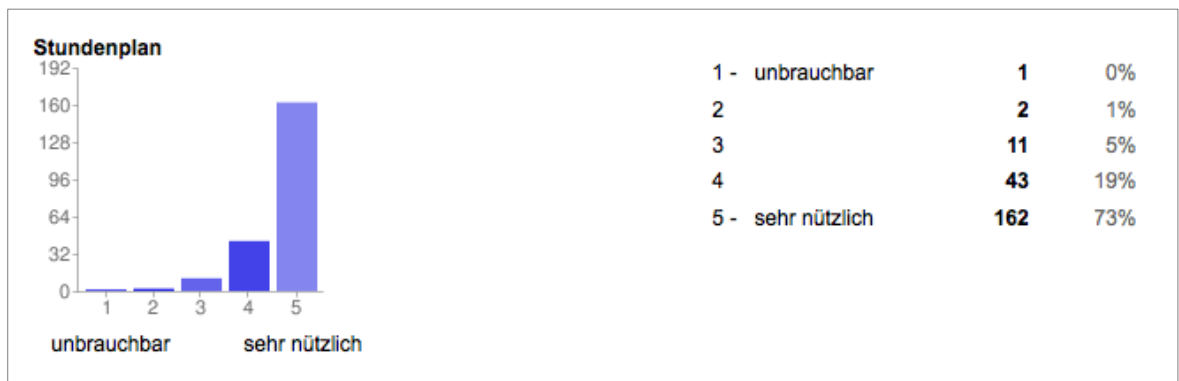 Stundenplan
192
160
128
96
64
32
0
1 2 3 4 5
unbrauchbar sehr nützlich
1 - unbrauchbar 1 0%
2 2 1%
3 11 5%
4 43 19%
5 - sehr nützlich 162 73%